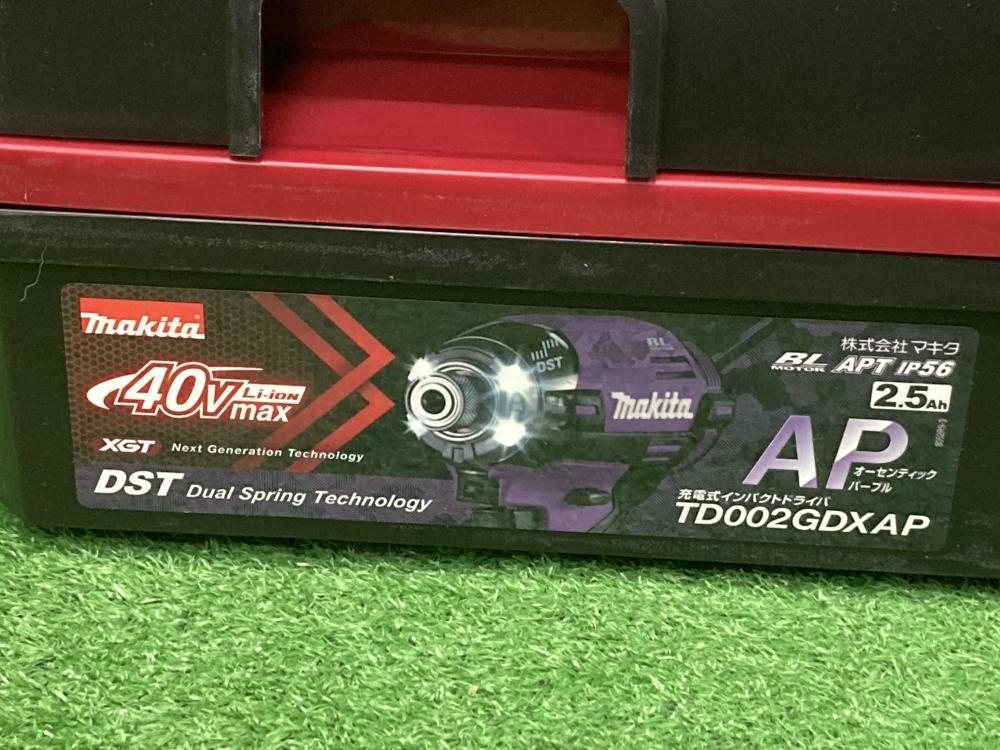 makita
40Vmax Li-ion
XGT Next Generation Technology
DST Dual Spring Technology
BL
DST
makita
株式会社マキタ
BL MOTOR APT IP56
2.5Ah
AP
オーセンティック
パープル
充電式インパクトドライバ
TD002GDXAP